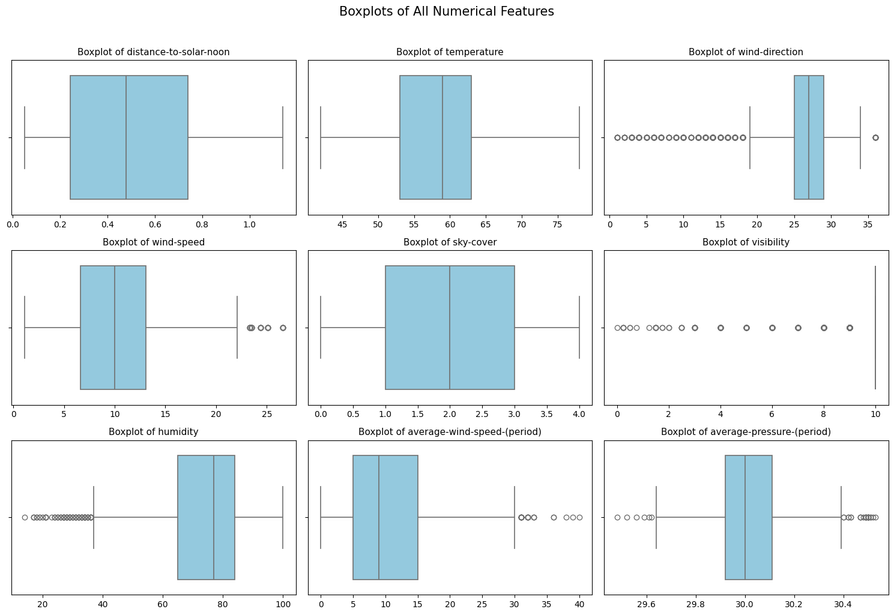 Boxplots of All Numerical Features
Boxplot of distance-to-solar-noon
0.0 0.2 0.4 0.6 0.8 1.0
Boxplot of temperature
45 50 55 60 65 70 75
Boxplot of wind-direction
0 5 10 15 20 25 30 35
Boxplot of wind-speed
0 5 10 15 20 25
Boxplot of sky-cover
0.0 0.5 1.0 1.5 2.0 2.5 3.0 3.5 4.0
Boxplot of visibility
0 2 4 6 8 10
Boxplot of humidity
20 40 60 80 100
Boxplot of average-wind-speed-(period)
0 5 10 15 20 25 30 35 40
Boxplot of average-pressure-(period)
29.6 29.8 30.0 30.2 30.4